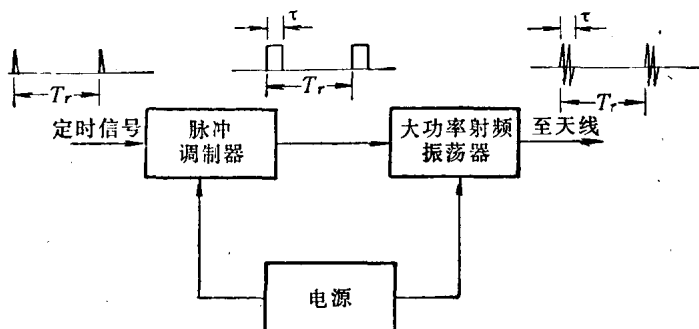 τ
τ
T_r
T_r
T_r
定时信号
脉冲
调制器
大功率射频
振荡器
至天线
电源